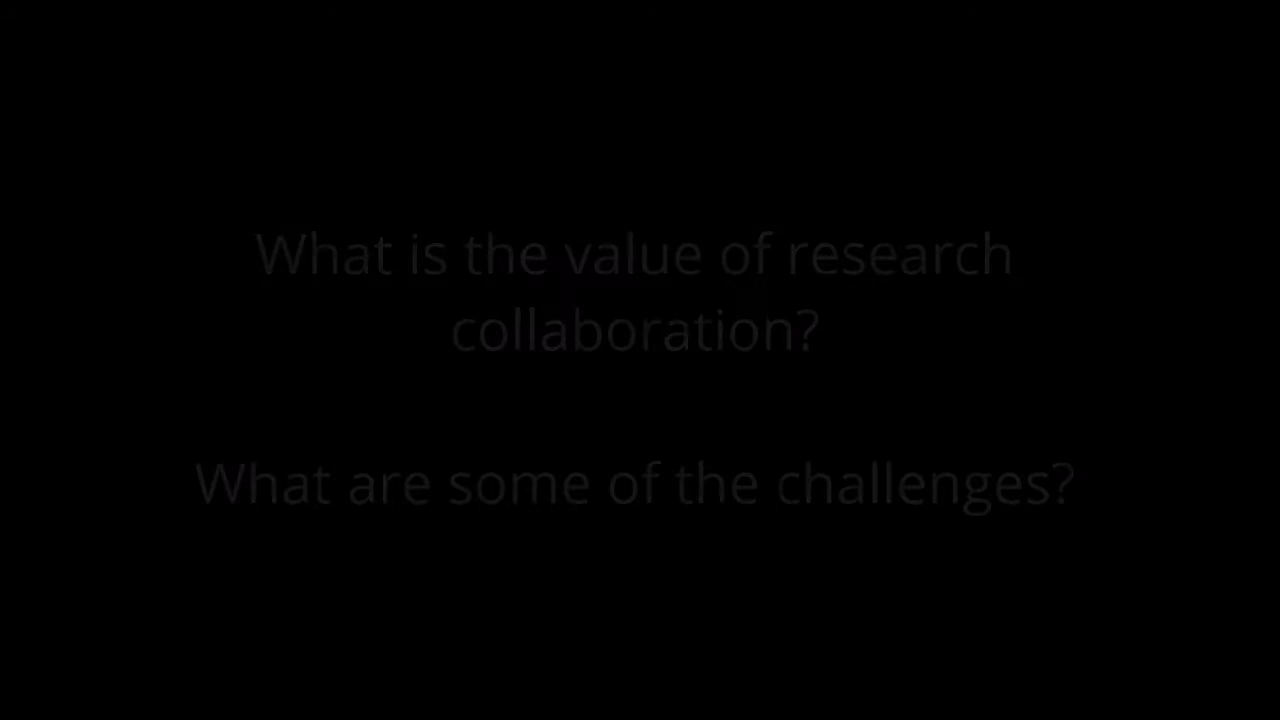 What is the value of research
collaboration?
What are some of the challenges?